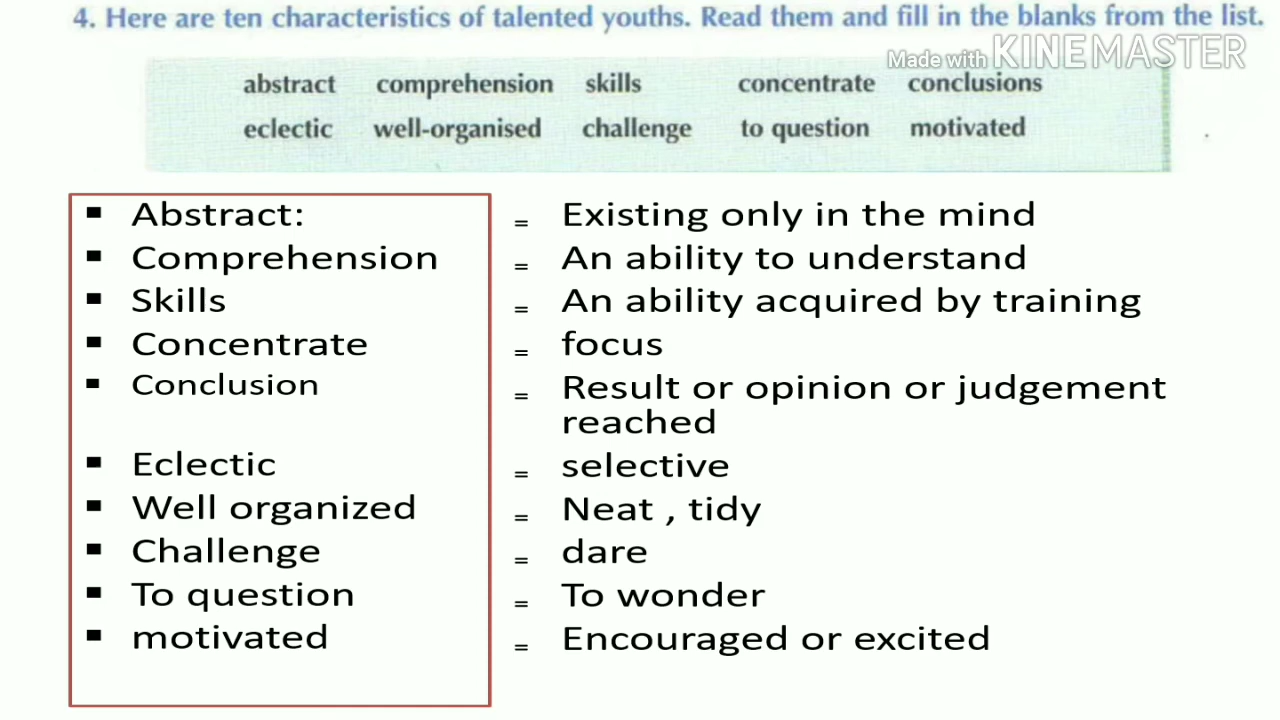 4. Here are ten characteristics of talented youths. Read them and fill in the blanks from the list.
Made with KINEMASTER
abstract comprehension skills concentrate conclusions
eclectic well-organised challenge to question motivated
▪ Abstract: = Existing only in the mind
▪ Comprehension = An ability to understand
▪ Skills = An ability acquired by training
▪ Concentrate = focus
▪ Conclusion = Result or opinion or judgement
reached
▪ Eclectic = selective
▪ Well organized = Neat , tidy
▪ Challenge = dare
▪ To question = To wonder
▪ motivated = Encouraged or excited